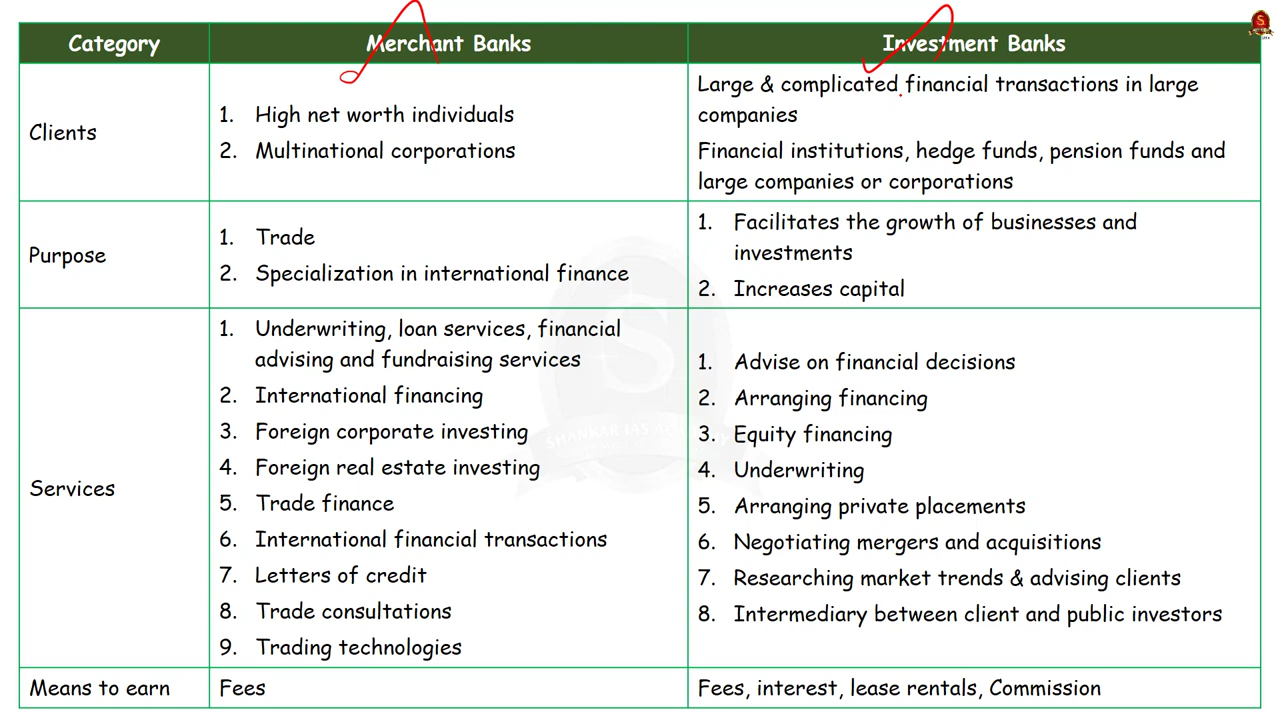 Category
Merchant Banks
Investment Banks
Clients
1. High net worth individuals
2. Multinational corporations
Large & complicated financial transactions in large
companies
Financial institutions, hedge funds, pension funds and
large companies or corporations
Purpose
1. Trade
2. Specialization in international finance
1. Facilitates the growth of businesses and
investments
2. Increases capital
Services
1. Underwriting, loan services, financial
advising and fundraising services
2. International financing
3. Foreign corporate investing
4. Foreign real estate investing
5. Trade finance
6. International financial transactions
7. Letters of credit
8. Trade consultations
9. Trading technologies
1. Advise on financial decisions
2. Arranging financing
3. Equity financing
4. Underwriting
5. Arranging private placements
6. Negotiating mergers and acquisitions
7. Researching market trends & advising clients
8. Intermediary between client and public investors
Means to earn
Fees
Fees, interest, lease rentals, Commission
S
SHANKAR IAS